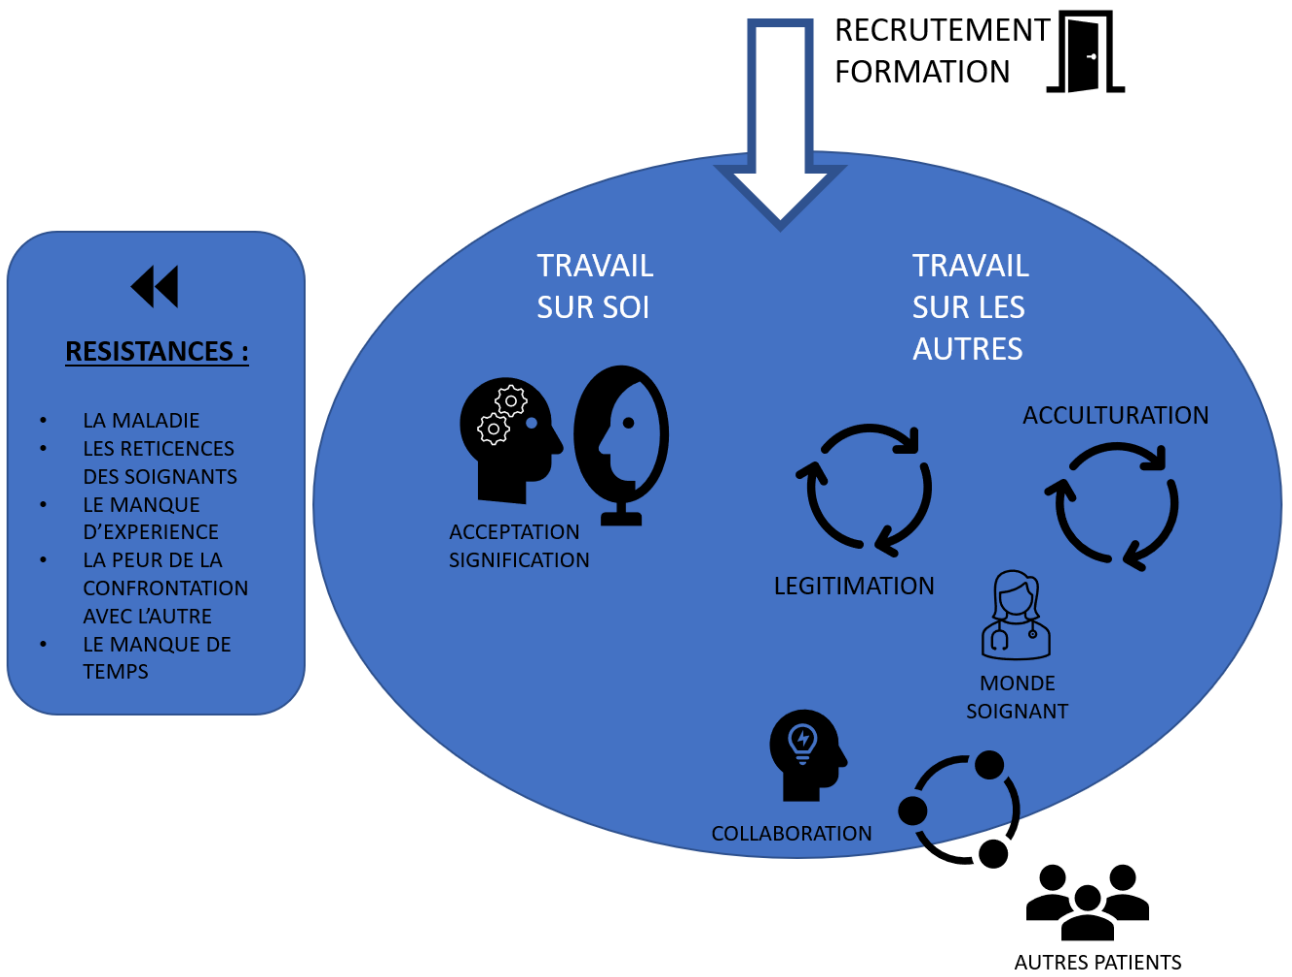 RECRUTEMENT
FORMATION
RESISTANCES :
• LA MALADIE
• LES RETICENCES
DES SOIGNANTS
• LE MANQUE
D'EXPERIENCE
• LA PEUR DE LA
CONFRONTATION
AVEC L'AUTRE
• LE MANQUE DE
TEMPS
TRAVAIL
SUR SOI
ACCEPTATION
SIGNIFICATION
TRAVAIL
SUR LES
AUTRES
LEGITIMATION
ACCULTURATION
MONDE
SOIGNANT
COLLABORATION
AUTRES PATIENTS